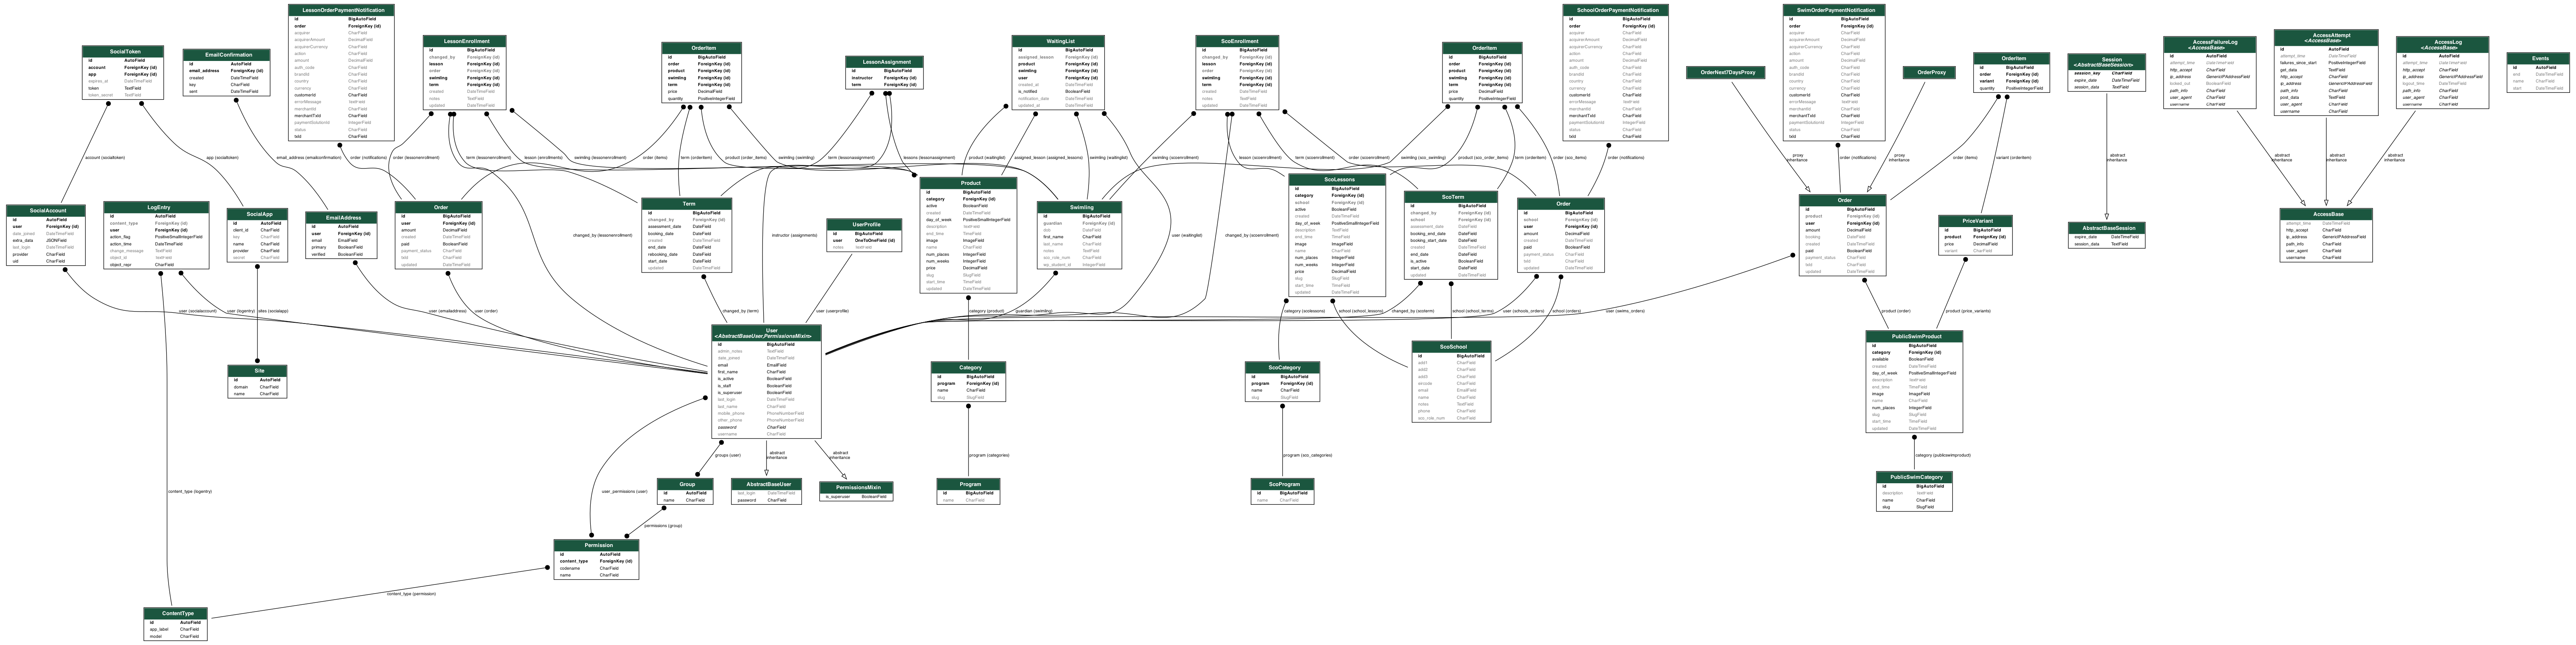 LessonOrderPaymentNotification
id BigAutoField
order ForeignKey (id)
acquirer CharField
acquirerAmount DecimalField
acquirerCurrency CharField
action CharField
amount DecimalField
auth_code CharField
brandId CharField
country CharField
currency CharField
customerId CharField
errorMessage TextField
merchantId CharField
merchantTxId CharField
paymentSolutionId IntegerField
status CharField
txId CharField
SocialToken
id AutoField
account ForeignKey (id)
app ForeignKey (id)
expires_at DateTimeField
token TextField
token_secret TextField
EmailConfirmation
id AutoField
email_address ForeignKey (id)
created DateTimeField
key CharField
sent DateTimeField
LessonEnrollment
id BigAutoField
changed_by ForeignKey (id)
lesson ForeignKey (id)
order ForeignKey (id)
swimling ForeignKey (id)
term ForeignKey (id)
created DateTimeField
notes TextField
updated DateTimeField
OrderItem
id BigAutoField
order ForeignKey (id)
product ForeignKey (id)
swimling ForeignKey (id)
term ForeignKey (id)
price DecimalField
quantity PositiveIntegerField
LessonAssignment
id BigAutoField
instructor ForeignKey (id)
term ForeignKey (id)
WaitingList
id BigAutoField
assigned_lesson ForeignKey (id)
product ForeignKey (id)
swimling ForeignKey (id)
user ForeignKey (id)
created_at DateTimeField
is_notified BooleanField
notification_date DateTimeField
updated_at DateTimeField
ScoEnrollment
id BigAutoField
changed_by ForeignKey (id)
lesson ForeignKey (id)
order ForeignKey (id)
swimling ForeignKey (id)
term ForeignKey (id)
created DateTimeField
notes TextField
updated DateTimeField
OrderItem
id BigAutoField
order ForeignKey (id)
product ForeignKey (id)
swimling ForeignKey (id)
term ForeignKey (id)
price DecimalField
quantity PositiveIntegerField
SchoolOrderPaymentNotification
id BigAutoField
order ForeignKey (id)
acquirer CharField
acquirerAmount DecimalField
acquirerCurrency CharField
action CharField
amount DecimalField
auth_code CharField
brandId CharField
country CharField
currency CharField
customerId CharField
errorMessage TextField
merchantId CharField
merchantTxId CharField
paymentSolutionId IntegerField
status CharField
txId CharField
OrderNext7DaysProxy
SwimOrderPaymentNotification
id BigAutoField
order ForeignKey (id)
acquirer CharField
acquirerAmount DecimalField
acquirerCurrency CharField
action CharField
amount DecimalField
auth_code CharField
brandId CharField
country CharField
currency CharField
customerId CharField
errorMessage TextField
merchantId CharField
merchantTxId CharField
paymentSolutionId IntegerField
status CharField
txId CharField
OrderProxy
OrderItem
id BigAutoField
order ForeignKey (id)
variant ForeignKey (id)
quantity PositiveIntegerField
Session
<AbstractBaseSession>
session_key CharField
expire_date DateTimeField
session_data TextField
AccessFailureLog
<AccessBase>
id AutoField
attempt_time DateTimeField
http_accept CharField
ip_address GenericIPAddressField
locked_out BooleanField
path_info CharField
user_agent CharField
username CharField
AccessAttempt
<AccessBase>
id AutoField
attempt_time DateTimeField
failures_since_start PositiveIntegerField
get_data TextField
http_accept CharField
ip_address GenericIPAddressField
path_info CharField
post_data TextField
user_agent CharField
username CharField
AccessLog
<AccessBase>
id AutoField
attempt_time DateTimeField
http_accept CharField
ip_address GenericIPAddressField
logout_time DateTimeField
path_info CharField
user_agent CharField
username CharField
Events
id AutoField
end DateTimeField
name CharField
start DateTimeField
account (socialtoken)
app (socialtoken)
email_address (emailconfirmation)
order (notifications)
order (lessonenrollment)
term (lessonenrollment)
lesson (enrollments)
swimling (lessonenrollment)
order (items)
term (orderitem)
product (order_items)
swimling (swimling)
term (lessonassignment)
lessons (lessonassignment)
product (waitinglist)
assigned_lesson (assigned_lessons)
swimling (waitinglist)
swimling (scoenrollment)
lesson (scoenrollment)
term (scoenrollment)
order (scoenrollment)
swimling (sco_swimling)
product (sco_order_items)
term (orderitem)
order (sco_items)
order (notifications)
proxy
inheritance
order (notifications)
proxy
inheritance
order (items)
variant (orderitem)
abstract
inheritance
abstract
inheritance
abstract
inheritance
abstract
inheritance
SocialAccount
id AutoField
user ForeignKey (id)
date_joined DateTimeField
extra_data JSONField
last_login DateTimeField
provider CharField
uid CharField
LogEntry
id AutoField
content_type ForeignKey (id)
user ForeignKey (id)
action_flag PositiveSmallIntegerField
action_time DateTimeField
change_message TextField
object_id TextField
object_repr CharField
SocialApp
id AutoField
client_id CharField
key CharField
name CharField
provider CharField
secret CharField
EmailAddress
id AutoField
user ForeignKey (id)
email EmailField
primary BooleanField
verified BooleanField
Order
id BigAutoField
user ForeignKey (id)
amount DecimalField
created DateTimeField
paid BooleanField
payment_status CharField
txId CharField
updated DateTimeField
Term
id BigAutoField
changed_by ForeignKey (id)
assessment_date DateField
booking_date DateField
created DateTimeField
end_date DateField
rebooking_date DateField
start_date DateField
updated DateTimeField
UserProfile
id BigAutoField
user OneToOneField (id)
notes TextField
Product
id BigAutoField
category ForeignKey (id)
active BooleanField
created DateTimeField
day_of_week PositiveSmallIntegerField
description TextField
end_time TimeField
image ImageField
name CharField
num_places IntegerField
num_weeks IntegerField
price DecimalField
slug SlugField
start_time TimeField
updated DateTimeField
Swimling
id BigAutoField
guardian ForeignKey (id)
dob DateField
first_name CharField
last_name CharField
notes TextField
sco_role_num CharField
wp_student_id IntegerField
ScoLessons
id BigAutoField
category ForeignKey (id)
school ForeignKey (id)
active BooleanField
created DateTimeField
day_of_week PositiveSmallIntegerField
description TextField
end_time TimeField
image ImageField
name CharField
num_places IntegerField
num_weeks IntegerField
price DecimalField
slug SlugField
start_time TimeField
updated DateTimeField
ScoTerm
id BigAutoField
changed_by ForeignKey (id)
school ForeignKey (id)
assessment_date DateField
booking_end_date DateField
booking_start_date DateField
created DateTimeField
end_date DateField
is_active BooleanField
start_date DateField
updated DateTimeField
Order
id BigAutoField
school ForeignKey (id)
user ForeignKey (id)
amount DecimalField
created DateTimeField
paid BooleanField
payment_status CharField
txId CharField
updated DateTimeField
Order
id BigAutoField
product ForeignKey (id)
user ForeignKey (id)
amount DecimalField
booking DateField
created DateTimeField
paid BooleanField
payment_status CharField
txId CharField
updated DateTimeField
PriceVariant
id BigAutoField
product ForeignKey (id)
price DecimalField
variant CharField
AbstractBaseSession
expire_date DateTimeField
session_data TextField
AccessBase
attempt_time DateTimeField
http_accept CharField
ip_address GenericIPAddressField
path_info CharField
user_agent CharField
username CharField
user (socialaccount)
user (logentry)
sites (socialapp)
user (emailaddress)
user (order)
changed_by (lessonenrollment)
changed_by (term)
instructor (assignments)
user (userprofile)
category (product)
guardian (swimling)
user (waitinglist)
changed_by (scoenrollment)
category (scolessons)
school (school_lessons)
changed_by (scoterm)
school (school_terms)
user (schools_orders)
school (orders)
user (swims_orders)
product (order)
product (price_variants)
User
<AbstractBaseUser,PermissionsMixin>
id BigAutoField
admin_notes TextField
date_joined DateTimeField
email EmailField
first_name CharField
is_active BooleanField
is_staff BooleanField
is_superuser BooleanField
last_login DateTimeField
last_name CharField
mobile_phone PhoneNumberField
other_phone PhoneNumberField
password CharField
username CharField
Site
id AutoField
domain CharField
name CharField
Category
id BigAutoField
program ForeignKey (id)
name CharField
slug SlugField
ScoCategory
id BigAutoField
program ForeignKey (id)
name CharField
slug SlugField
ScoSchool
id BigAutoField
add1 CharField
add2 CharField
add3 CharField
eircode CharField
email EmailField
name CharField
notes TextField
phone CharField
sco_role_num CharField
PublicSwimProduct
id BigAutoField
category ForeignKey (id)
available BooleanField
created DateTimeField
day_of_week PositiveSmallIntegerField
description TextField
end_time TimeField
image ImageField
name CharField
num_places IntegerField
slug SlugField
start_time TimeField
updated DateTimeField
content_type (logentry)
user_permissions (user)
groups (user)
abstract
inheritance
abstract
inheritance
program (categories)
program (sco_categories)
category (publicswimproduct)
Group
id AutoField
name CharField
AbstractBaseUser
last_login DateTimeField
password CharField
PermissionsMixin
is_superuser BooleanField
Program
id BigAutoField
name CharField
ScoProgram
id BigAutoField
name CharField
PublicSwimCategory
id BigAutoField
description TextField
name CharField
slug SlugField
permissions (group)
Permission
id AutoField
content_type ForeignKey (id)
codename CharField
name CharField
content_type (permission)
ContentType
id AutoField
app_label CharField
model CharField